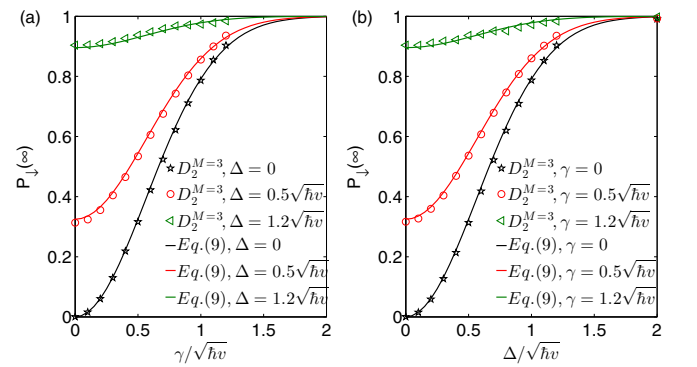 (a)
P↓(∞)
1
0.8
0.6
0.4
0.2
0
D₂^{M=3}, Δ = 0
D₂^{M=3}, Δ = 0.5√ħv
D₂^{M=3}, Δ = 1.2√ħv
Eq.(9), Δ = 0
Eq.(9), Δ = 0.5√ħv
Eq.(9), Δ = 1.2√ħv
0 0.5 1 1.5 2
γ/√ħv
(b)
P↓(∞)
1
0.8
0.6
0.4
0.2
0
D₂^{M=3}, γ = 0
D₂^{M=3}, γ = 0.5√ħv
D₂^{M=3}, γ = 1.2√ħv
Eq.(9), γ = 0
Eq.(9), γ = 0.5√ħv
Eq.(9), γ = 1.2√ħv
0 0.5 1 1.5 2
Δ/√ħv